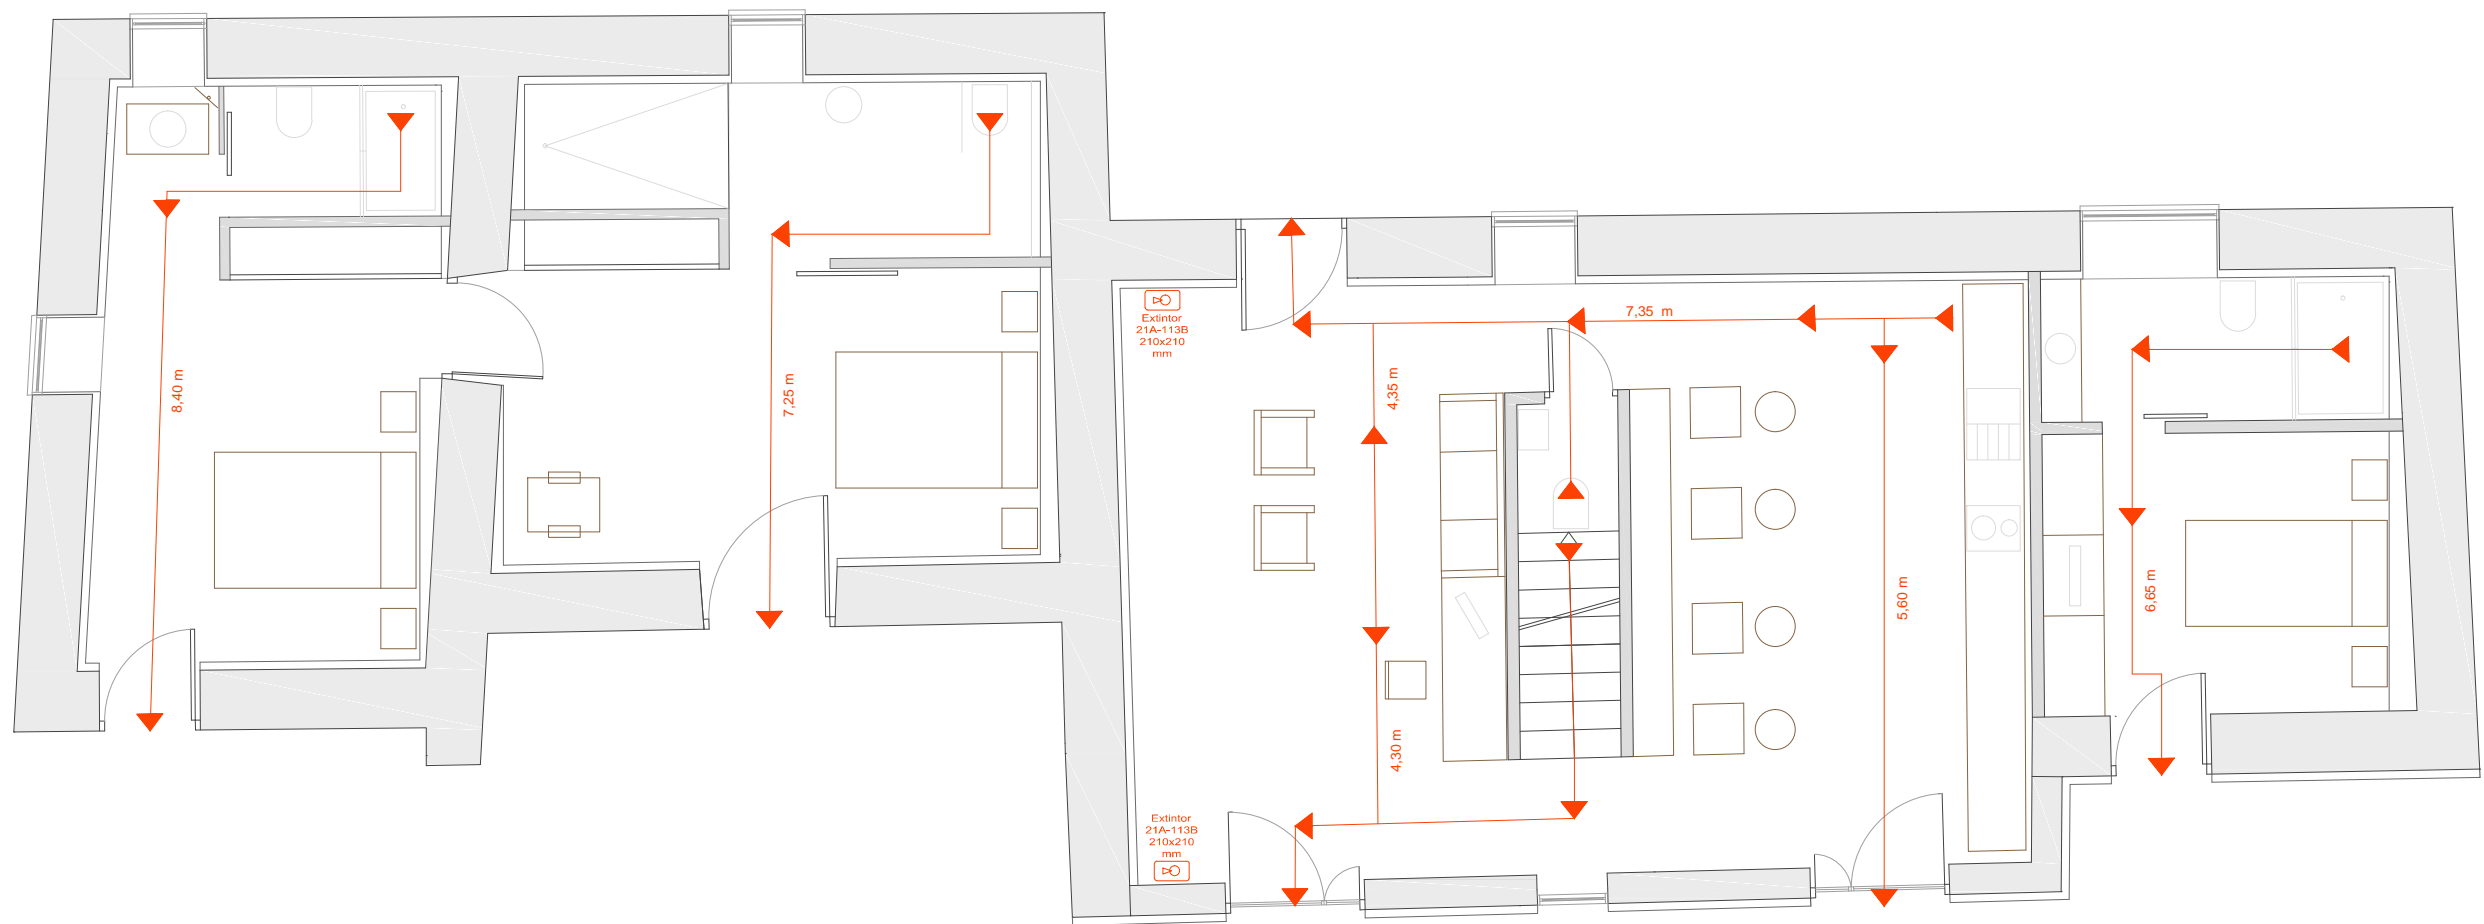 Extintor
21A-113B
210x210
mm
7,35 m
8,40 m
7,25 m
4,35 m
5,60 m
6,65 m
4,30 m
Extintor
21A-113B
210x210
mm